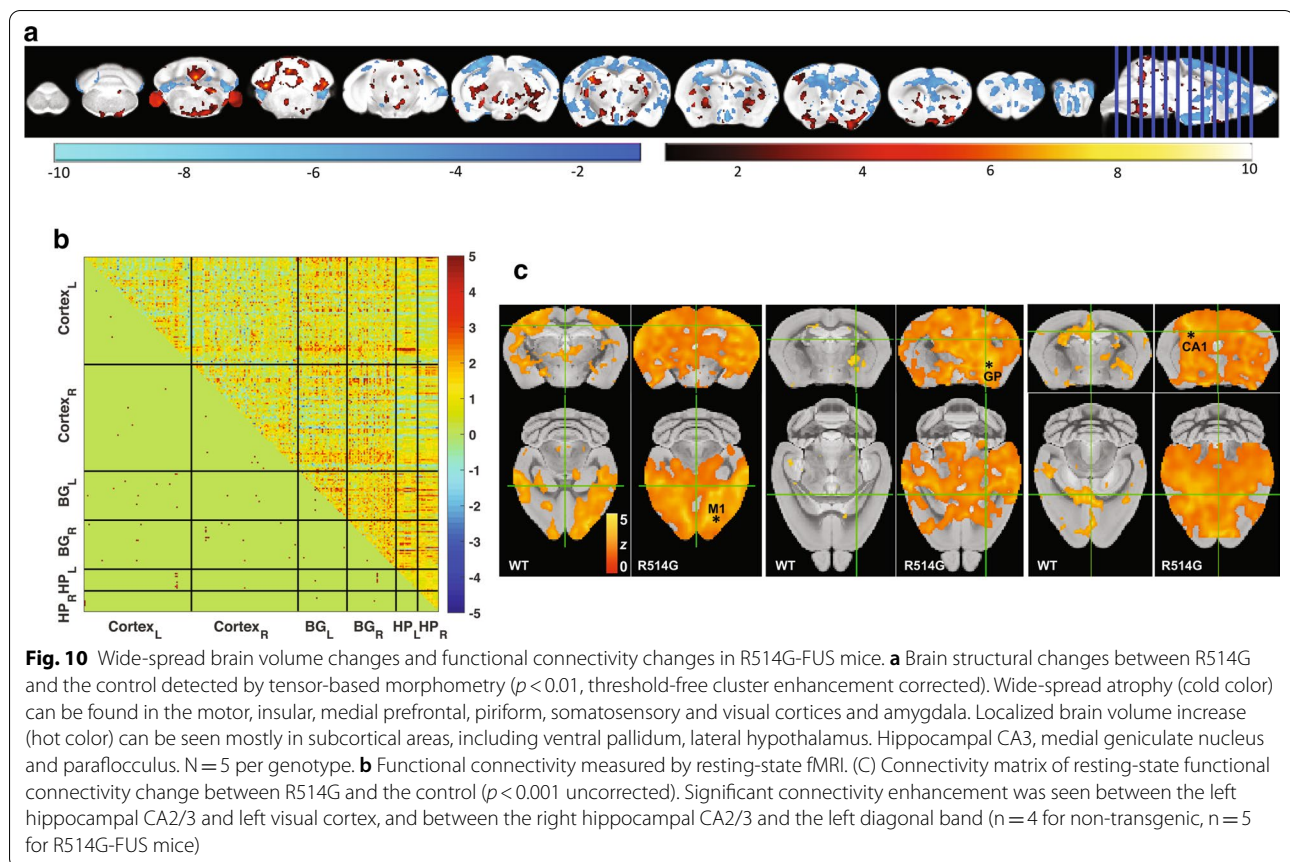 a
-10 -8 -6 -4 -2 2 4 6 8 10
b
Cortex_L
Cortex_R
BG_L
BG_R
HP_L
HP_R
5
4
3
2
1
0
-1
-2
-3
-4
-5
Cortex_L Cortex_R BG_L BG_R HP_L HP_R
c
M1
*
5
z
0
WT R514G
*
GP
WT R514G
*
CA1
WT R514G
Fig. 10 Wide-spread brain volume changes and functional connectivity changes in R514G-FUS mice. a Brain structural changes between R514G
and the control detected by tensor-based morphometry (p < 0.01, threshold-free cluster enhancement corrected). Wide-spread atrophy (cold color)
can be found in the motor, insular, medial prefrontal, piriform, somatosensory and visual cortices and amygdala. Localized brain volume increase
(hot color) can be seen mostly in subcortical areas, including ventral pallidum, lateral hypothalamus. Hippocampal CA3, medial geniculate nucleus
and paraflocculus. N = 5 per genotype. b Functional connectivity measured by resting-state fMRI. (C) Connectivity matrix of resting-state functional
connectivity change between R514G and the control (p < 0.001 uncorrected). Significant connectivity enhancement was seen between the left
hippocampal CA2/3 and left visual cortex, and between the right hippocampal CA2/3 and the left diagonal band (n = 4 for non-transgenic, n = 5
for R514G-FUS mice)